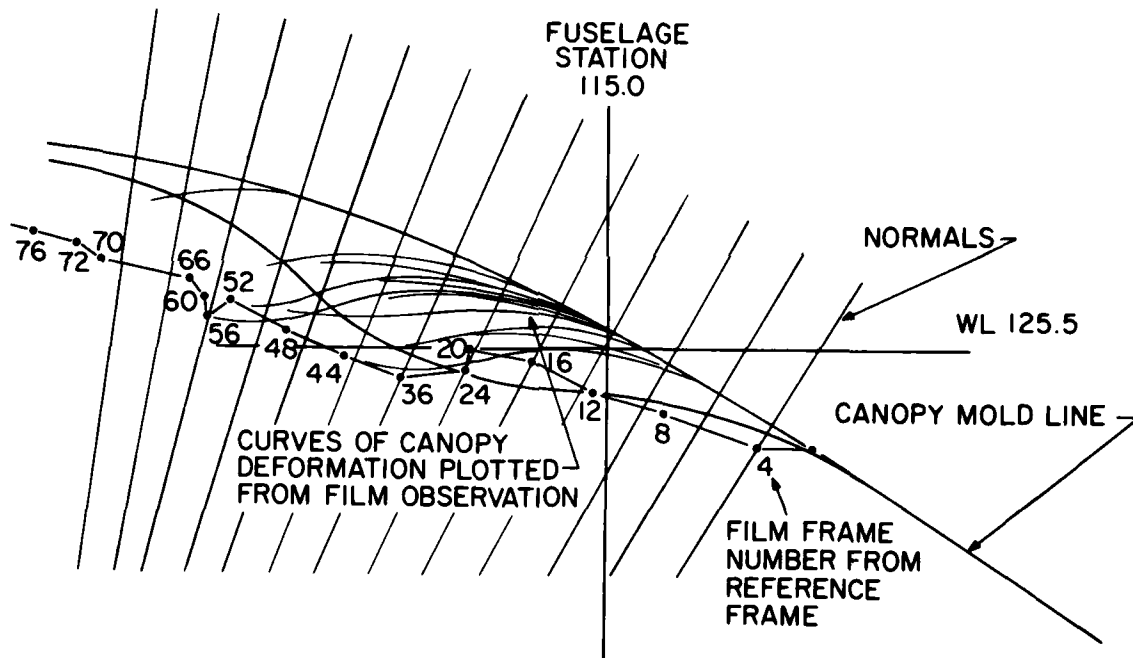 FUSELAGE
STATION
115.0
NORMALS
WL 125.5
76
72
70
66
60
56
52
48
44
36
20
24
16
12
8
4
CANOPY MOLD LINE
CURVES OF CANOPY
DEFORMATION PLOTTED
FROM FILM OBSERVATION
FILM FRAME
NUMBER FROM
REFERENCE
FRAME